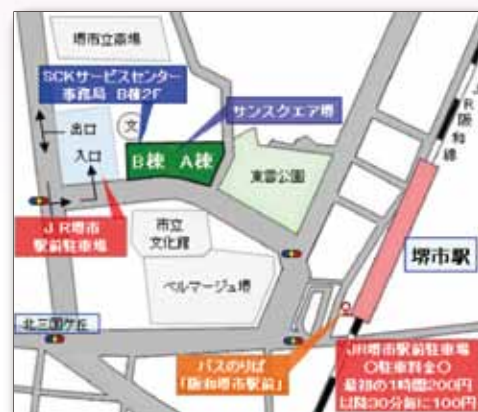 堺市立斎場
SCKサービスセンター
事務局 B棟2F
サンスクエア堺
出口
文
入口
B棟 A棟
東雲公園
JR阪和線
JR堺市
駅前駐車場
市立
文化館
堺市駅
ベルマージュ堺
北三国ケ丘
バスのりば
「阪和堺市駅前」
JR堺市駅前駐車場
○駐車料金○
最初の1時間200円
以降30分毎に100円